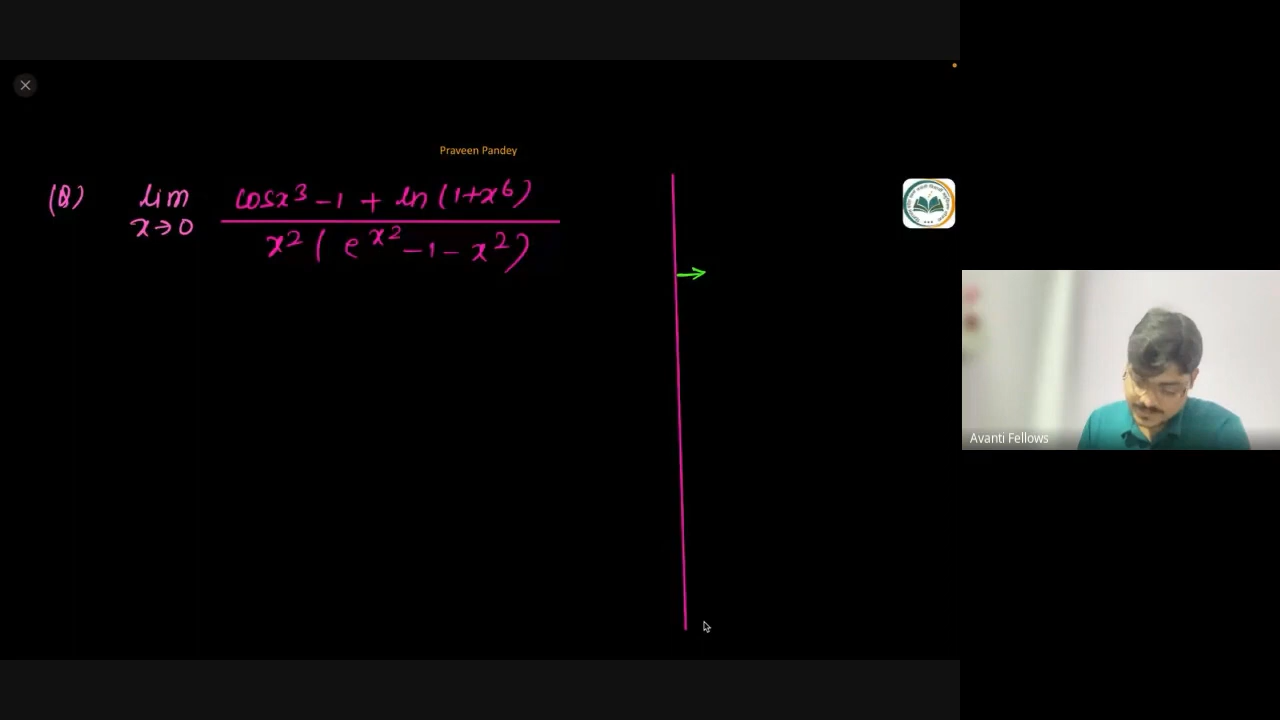 Praveen Pandey
(Q) lim x→0 (cosx³ - 1 + ln(1+x⁶)) / (x²(e^x² - 1 - x²))
Avanti Fellows